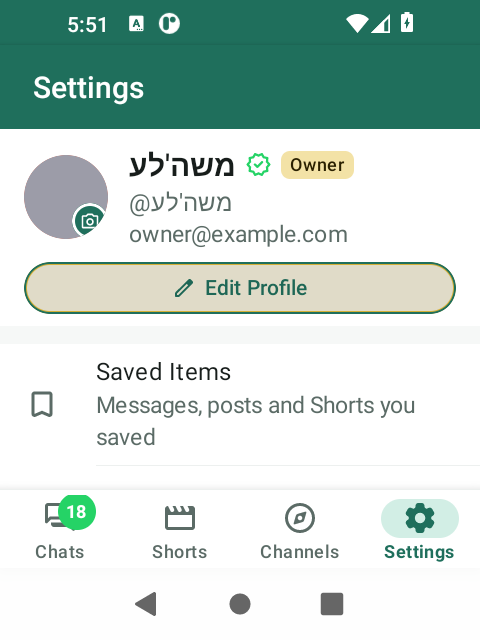 5:51
Settings
משה'לע
Owner
@משה'לע
owner@example.com
Edit Profile
Saved Items
Messages, posts and Shorts you
saved
18
Chats
Shorts
Channels
Settings